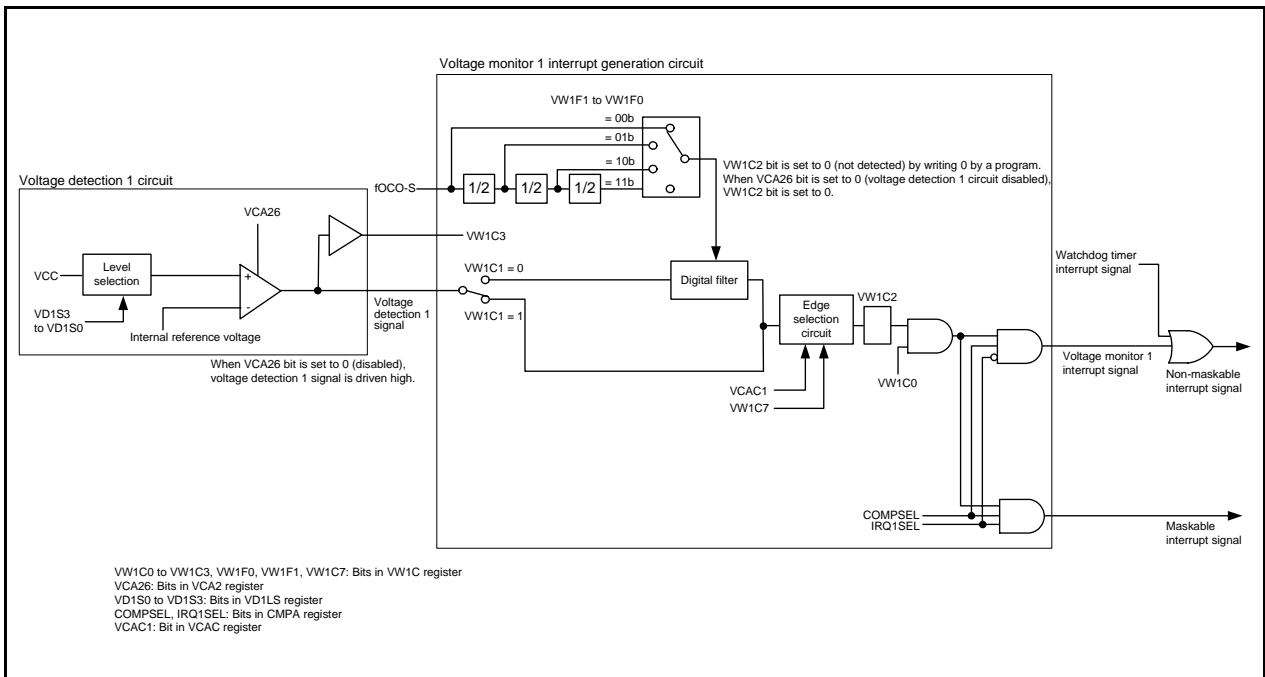 Voltage monitor 1 interrupt generation circuit
VW1F1 to VW1F0
= 00b
= 01b
= 10b
= 11b
fOCO-S
1/2
1/2
1/2
VW1C2 bit is set to 0 (not detected) by writing 0 by a program.
When VCA26 bit is set to 0 (voltage detection 1 circuit disabled),
VW1C2 bit is set to 0.
Voltage detection 1 circuit
VCA26
VW1C3
VCC
Level
selection
+
-
VD1S3
to VD1S0
Internal reference voltage
Voltage
detection 1
signal
When VCA26 bit is set to 0 (disabled),
voltage detection 1 signal is driven high.
VW1C1 = 0
VW1C1 = 1
Digital filter
Edge
selection
circuit
VW1C2
VCAC1
VW1C7
VW1C0
Watchdog timer
interrupt signal
Voltage monitor 1
interrupt signal
Non-maskable
interrupt signal
COMPSEL
IRQ1SEL
Maskable
interrupt signal
VW1C0 to VW1C3, VW1F0, VW1F1, VW1C7: Bits in VW1C register
VCA26: Bits in VCA2 register
VD1S0 to VD1S3: Bits in VD1LS register
COMPSEL, IRQ1SEL: Bits in CMPA register
VCAC1: Bit in VCAC register